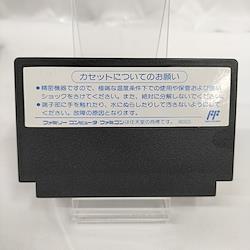 カセットについてのお願い
●精密機器ですので、極端な温度条件下での使用や保管および強い
ショックをさけてください。また、絶対に分解しないでください。
●端子部に手を触れたり、水にぬらしたりして汚さないようにして
ください。故障の原因となります。
ファミリーコンピュータ ファミコンは任天堂の商標です。
FF